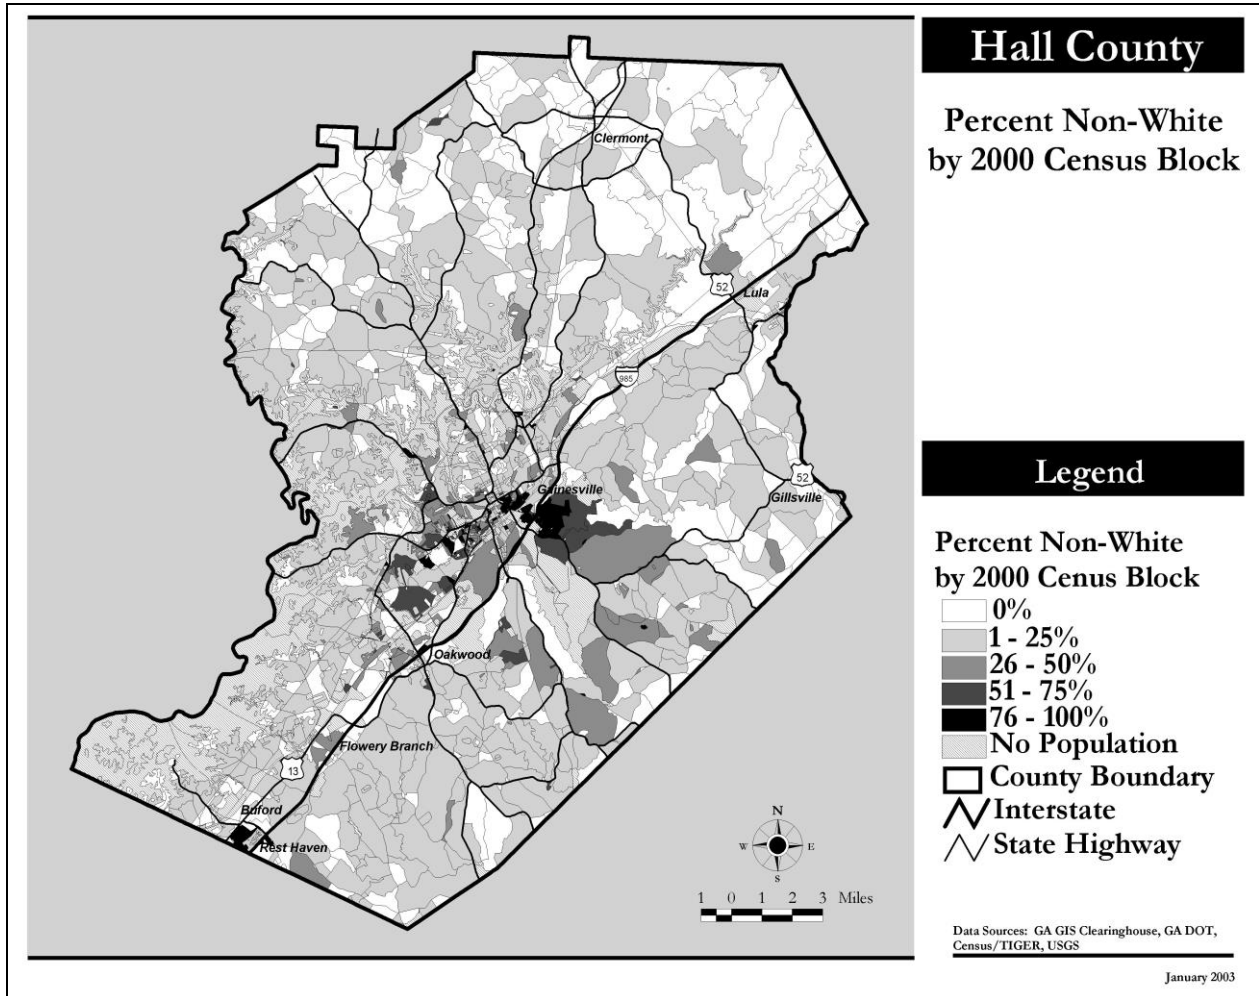 Hall County
Percent Non-White
by 2000 Census Block
Clermont
52
Lula
985
Gainesville
52
Gillsville
Oakwood
Flowery Branch
13
Buford
Rest Haven
N
W E
S
1 0 1 2 3 Miles
Legend
Percent Non-White
by 2000 Cenus Block
0%
1 - 25%
26 - 50%
51 - 75%
76 - 100%
No Population
County Boundary
Interstate
State Highway
Data Sources: GA GIS Clearinghouse, GA DOT,
Census/TIGER, USGS
January 2003